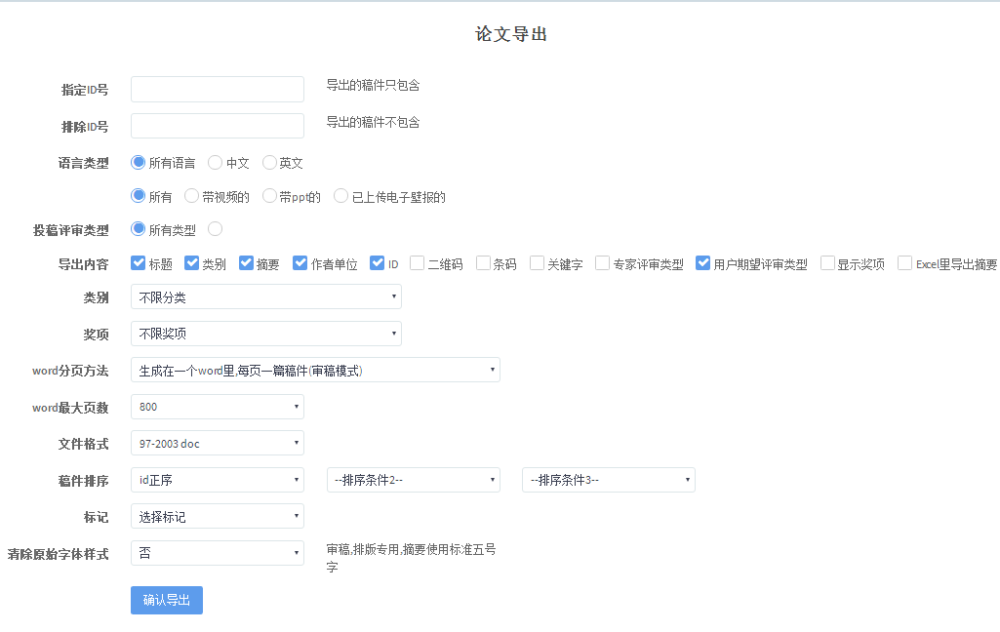 论文导出
指定ID号 导出的稿件只包含
排除ID号 导出的稿件不包含
语言类型 所有语言 中文 英文
所有 带视频的 带ppt的 已上传电子壁报的
投稿评审类型 所有类型
导出内容 标题 类别 摘要 作者单位 ID 二维码 条码 关键字 专家评审类型 用户期望评审类型 显示奖项 Excel里导出摘要
类别 不限分类
奖项 不限奖项
word分页方法 生成在一个word里,每页一篇稿件(审稿模式)
word最大页数 800
文件格式 97-2003 doc
稿件排序 id正序 --排序条件2-- --排序条件3--
标记 选择标记
清除原始字体样式 否 审稿,排版专用,摘要使用标准五号
字
确认导出